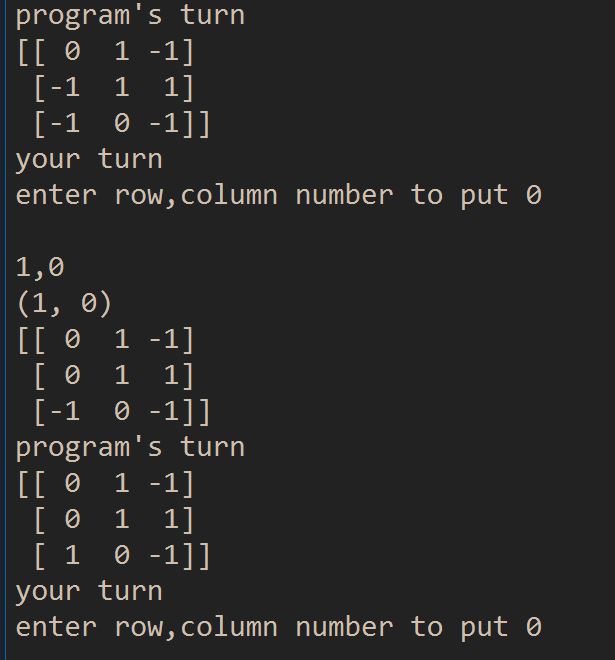 program's turn
[[ 0  1 -1]
 [-1  1  1]
 [-1  0 -1]]
your turn
enter row,column number to put 0

1,0
(1, 0)
[[ 0  1 -1]
 [ 0  1  1]
 [-1  0 -1]]
program's turn
[[ 0  1 -1]
 [ 0  1  1]
 [ 1  0 -1]]
your turn
enter row,column number to put 0